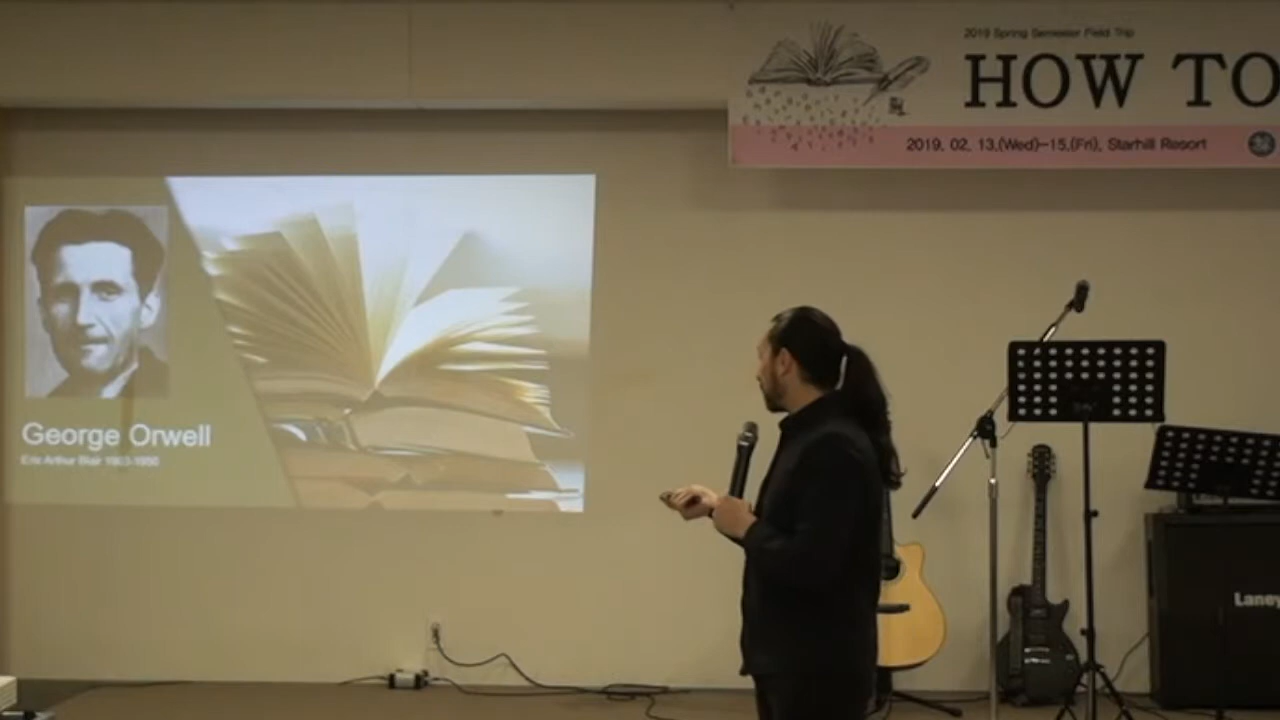 2019 Spring Semester Field Trip
HOW TO
2019. 02. 13.(Wed)-15.(Fri), Starhill Resort
George Orwell
Eric Arthur Blair 1903-1950
Laney